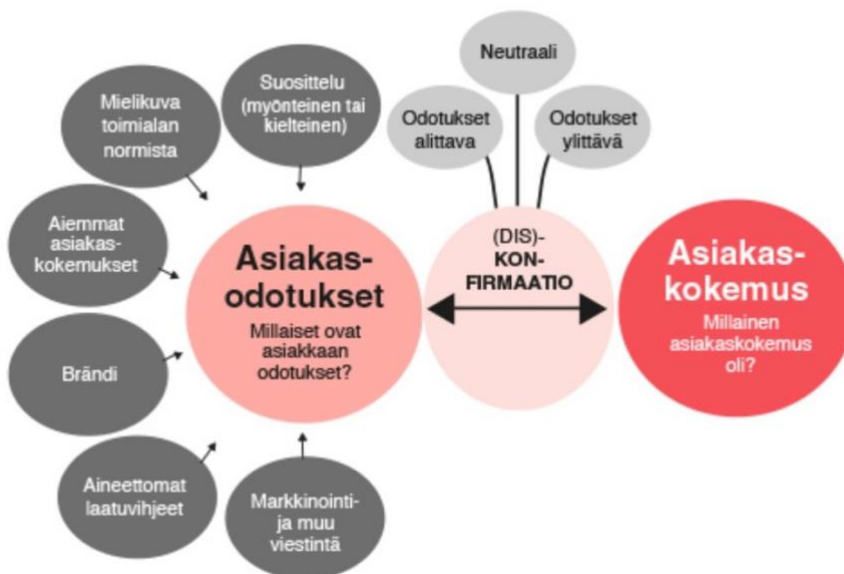 Mielikuva
toimialan
normista
Suosittelu
(myönteinen tai
kielteinen)
Aiemmat
asiakas-
kokemukset
Brändi
Aineettomat
laatuvihjeet
Markkinointi-
ja muu
viestintä
Asiakas-
odotukset
Millaiset ovat
asiakkaan
odotukset?
Odotukset
alittava
Neutraali
Odotukset
ylittävä
(DIS)-
KON-
FIRMAATIO
Asiakas-
kokemus
Millainen
asiakaskokemus
oli?